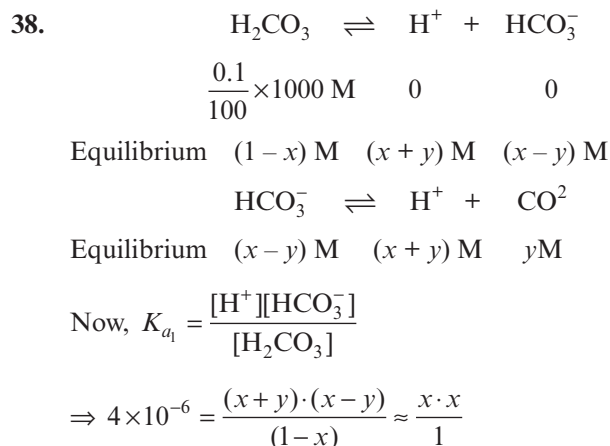 38. H₂CO₃ ⇌ H⁺ + HCO₃⁻
0.1/100 ×1000 M 0 0
Equilibrium (1 – x) M (x + y) M (x – y) M
HCO₃⁻ ⇌ H⁺ + CO²
Equilibrium (x – y) M (x + y) M yM
Now, Kₐ₁ = [H⁺][HCO₃⁻]/[H₂CO₃]
⇒ 4×10⁻⁶ = (x + y)·(x – y)/(1 – x) ≈ x·x/1